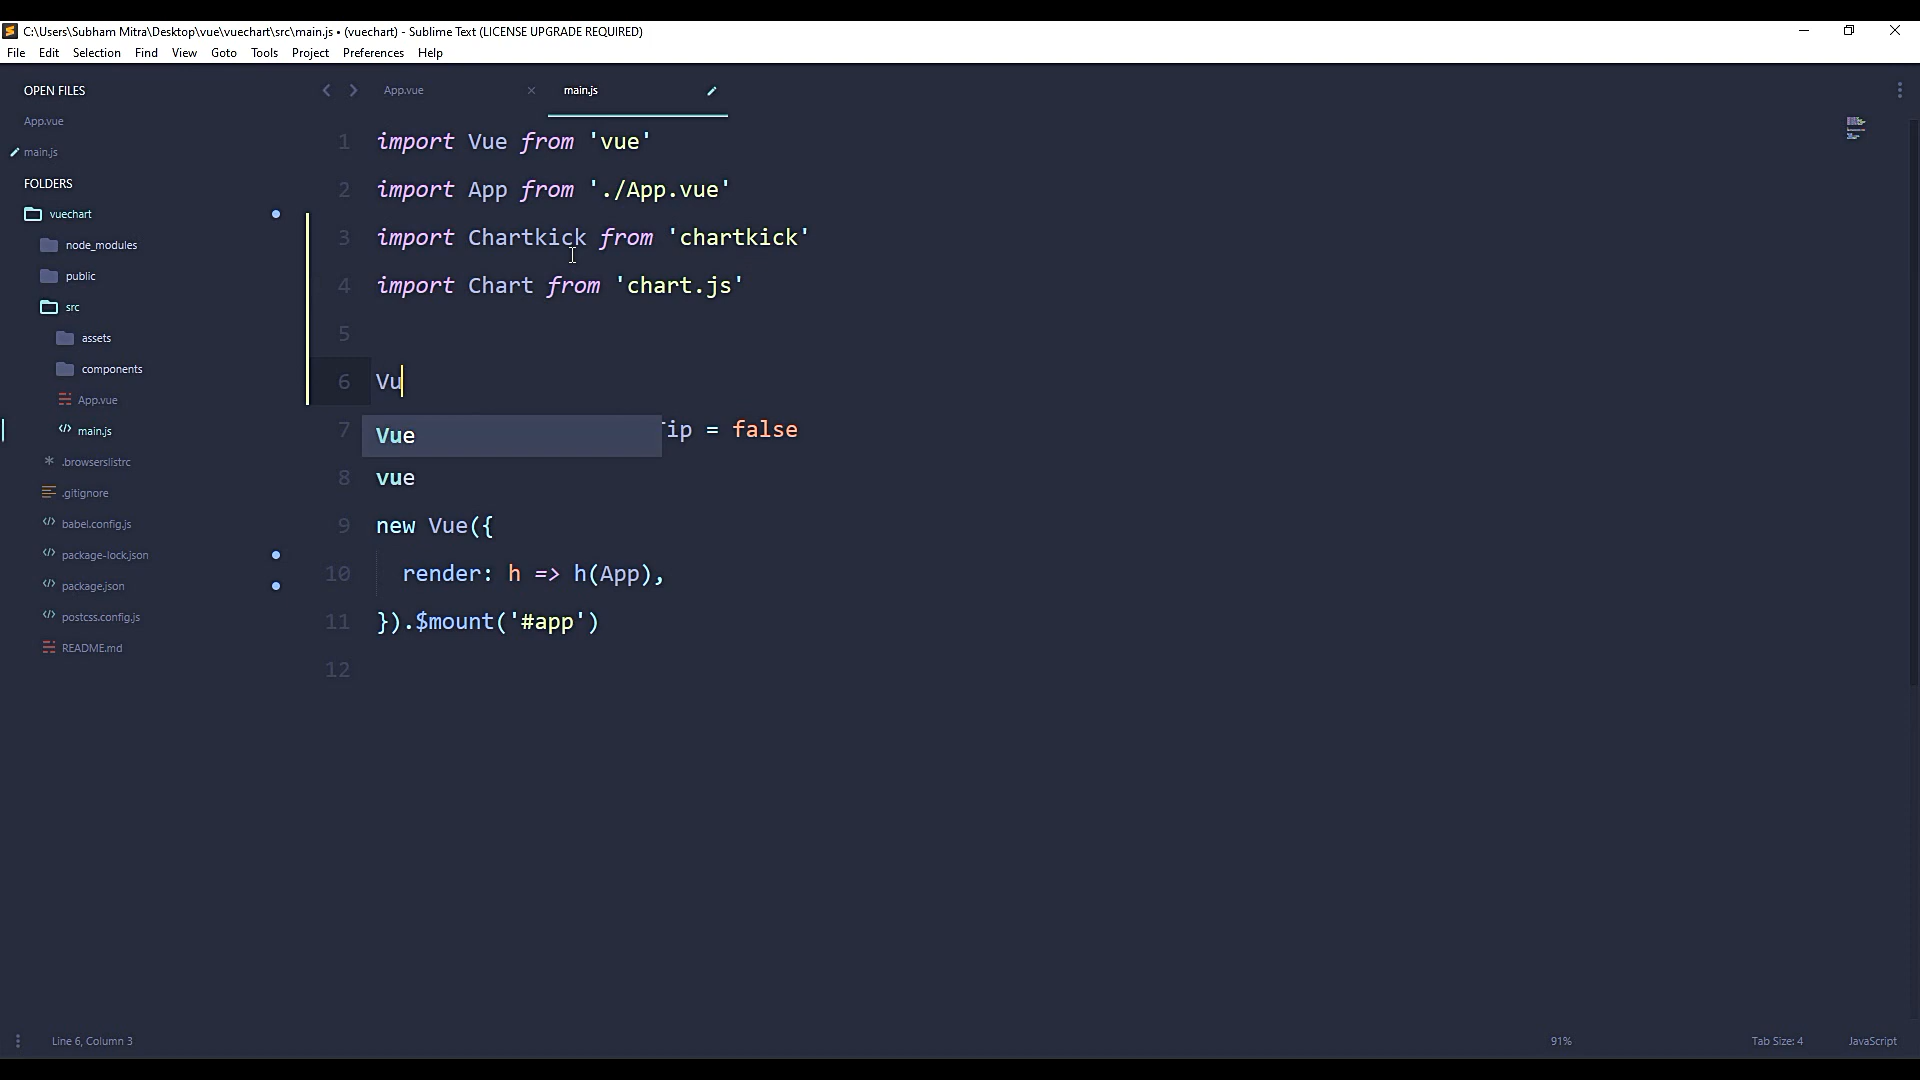 C:\Users\Subham Mitra\Desktop\vue\vuechart\src\main.js • (vuechart) - Sublime Text (LICENSE UPGRADE REQUIRED)
File Edit Selection Find View Goto Tools Project Preferences Help
OPEN FILES
App.vue
main.js
FOLDERS
vuechart
node_modules
public
src
assets
components
App.vue
main.js
.browserslistrc
.gitignore
babel.config.js
package-lock.json
package.json
postcss.config.js
README.md
App.vue main.js
1 import Vue from 'vue'
2 import App from './App.vue'
3 import Chartkick from 'chartkick'
4 import Chart from 'chart.js'
5
6 Vu
7 ip = false
Vue
8
vue
9 new Vue({
10 render: h => h(App),
11 }).$mount('#app')
12
Line 6, Column 3 91% Tab Size: 4 JavaScript